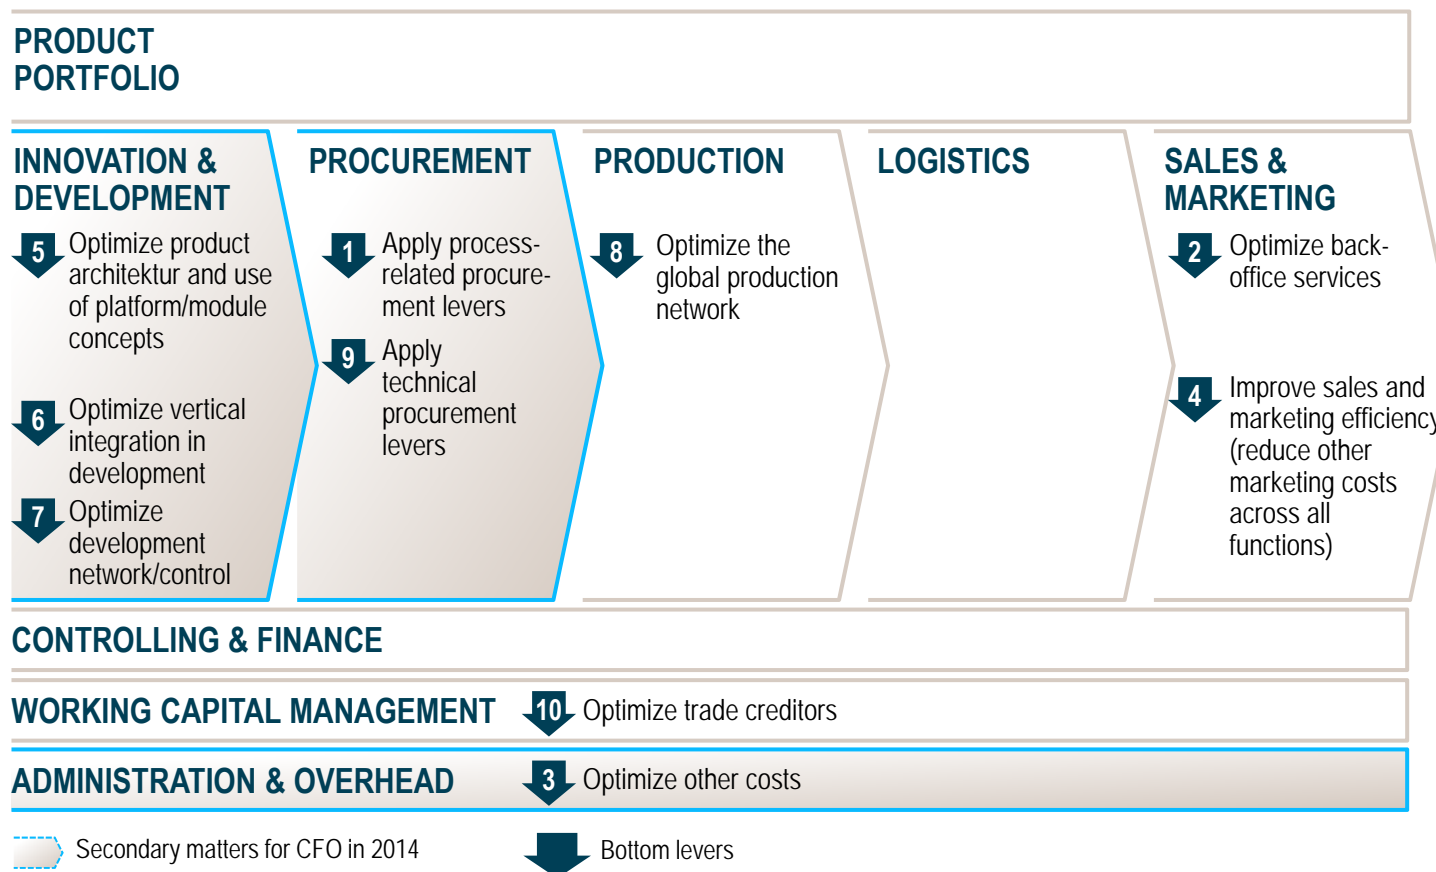 PRODUCT
PORTFOLIO
INNOVATION &
DEVELOPMENT
5 Optimize product
architektur and use
of platform/module
concepts
6 Optimize vertical
integration in
development
7 Optimize
development
network/control
PROCUREMENT
1 Apply process-
related procure-
ment levers
9 Apply
technical
procurement
levers
PRODUCTION
8 Optimize the
global production
network
LOGISTICS
SALES &
MARKETING
2 Optimize back-
office services
4 Improve sales and
marketing efficiency
(reduce other
marketing costs
across all
functions)
CONTROLLING & FINANCE
WORKING CAPITAL MANAGEMENT 10 Optimize trade creditors
ADMINISTRATION & OVERHEAD 3 Optimize other costs
Secondary matters for CFO in 2014 Bottom levers